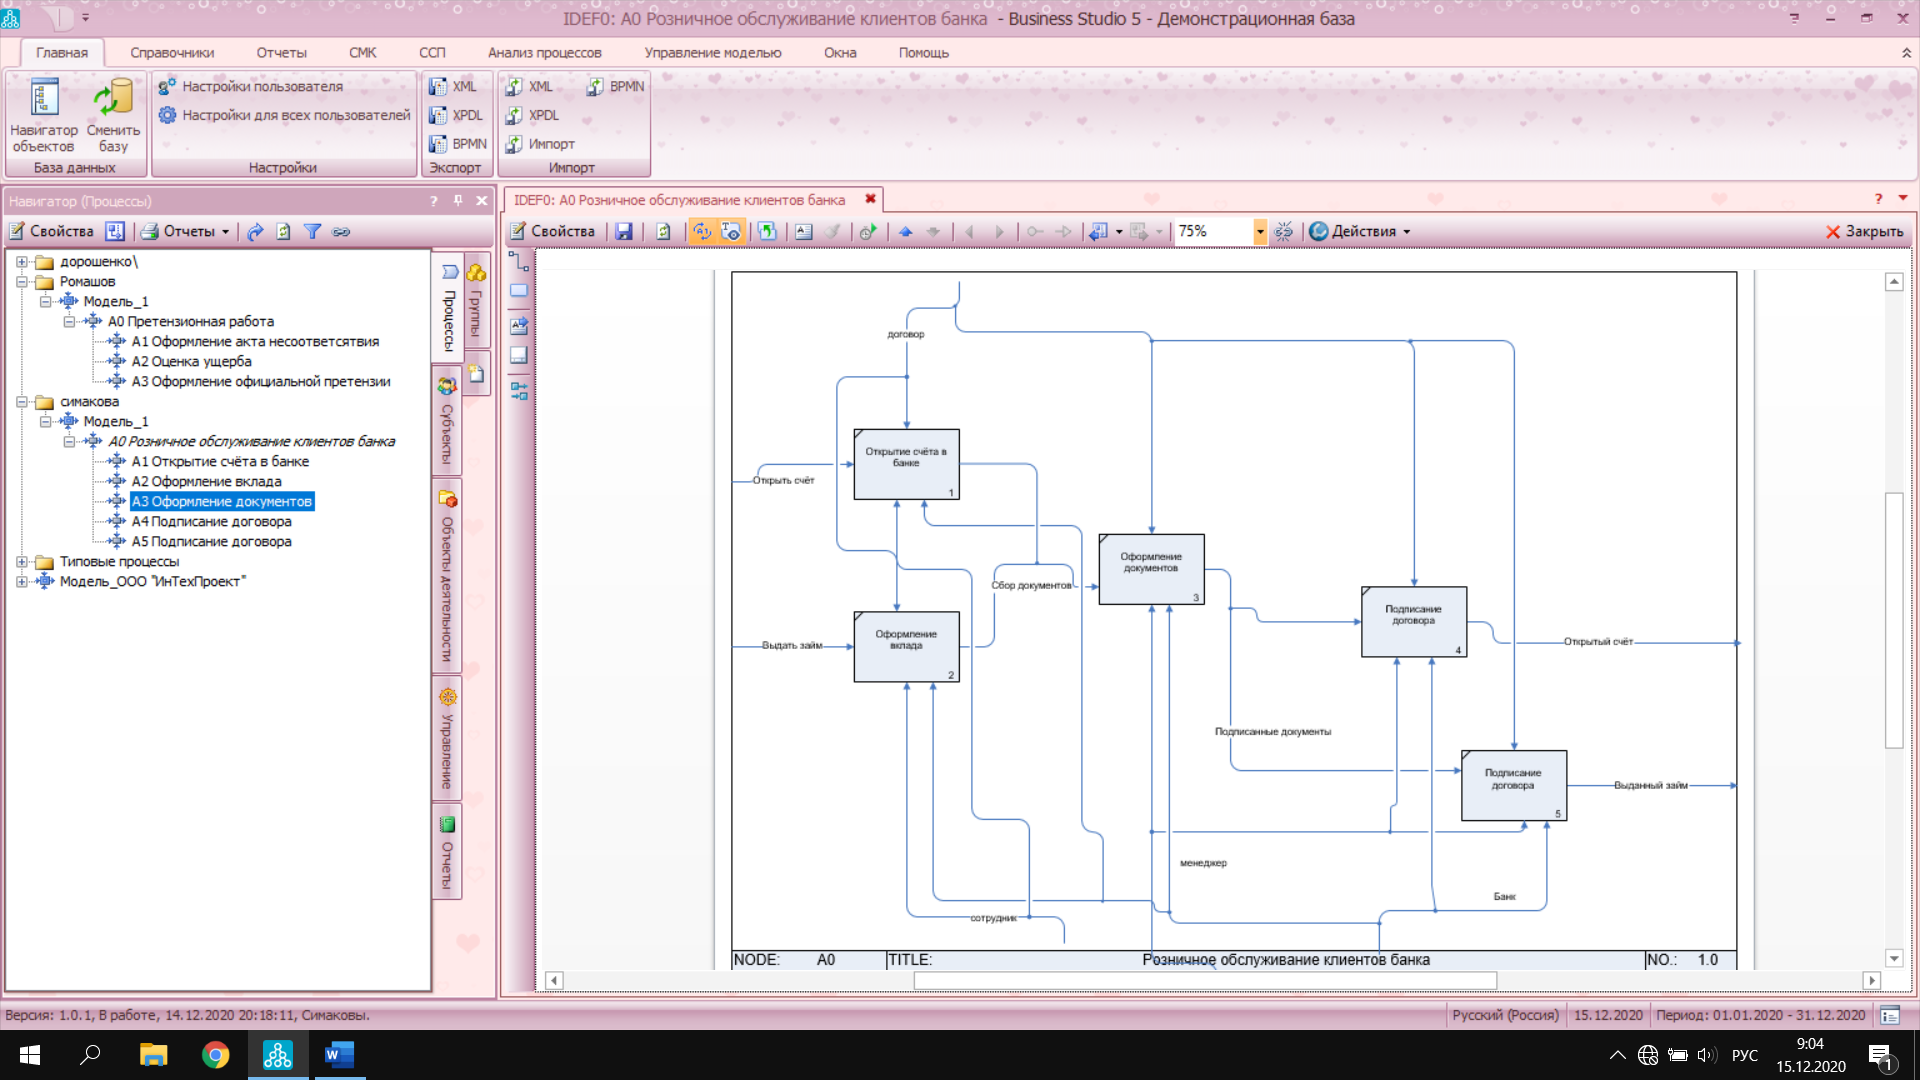 IDEF0: A0 Розничное обслуживание клиентов банка - Business Studio 5 - Демонстрационная база
Главная Справочники Отчеты СМК ССП Анализ процессов Управление моделью Окна Помощь
Навигатор объектов
Сменить базу
База данных
Настройки пользователя
Настройки для всех пользователей
Настройки
XML
XPDL
BPMN
Экспорт
XML BPMN
XPDL
Импорт
Импорт
Навигатор (Процессы)
Свойства Отчеты
дорошенко\
Ромашов
Модель_1
A0 Претензионная работа
A1 Оформление акта несоответсятвия
A2 Оценка ущерба
A3 Оформление официальной претензии
симакова
Модель_1
A0 Розничное обслуживание клиентов банка
A1 Открытие счёта в банке
A2 Оформление вклада
A3 Оформление документов
A4 Подписание договора
A5 Подписание договора
Типовые процессы
Модель_ООО "ИнТехПроект"
Процессы
Субъекты
Объекты деятельности
Управление
Отчеты
Группы
IDEF0: A0 Розничное обслуживание клиентов банка
Свойства 75% Действия Закрыть
договор
Открытие счёта в
банке
1
Открыть счёт
Оформление
документов
3
Сбор документов
Подписание
договора
4
Оформление
вклада
2
Выдать займ
Открытый счёт
Подписанные документы
Подписание
договора
5
Выданный займ
менеджер
Банк
сотрудник
NODE: A0 TITLE: Розничное обслуживание клиентов банка NO.: 1.0
Версия: 1.0.1, В работе, 14.12.2020 20:18:11, Симаковы.
Русский (Россия) 15.12.2020 Период: 01.01.2020 - 31.12.2020
РУС
9:04
15.12.2020
1